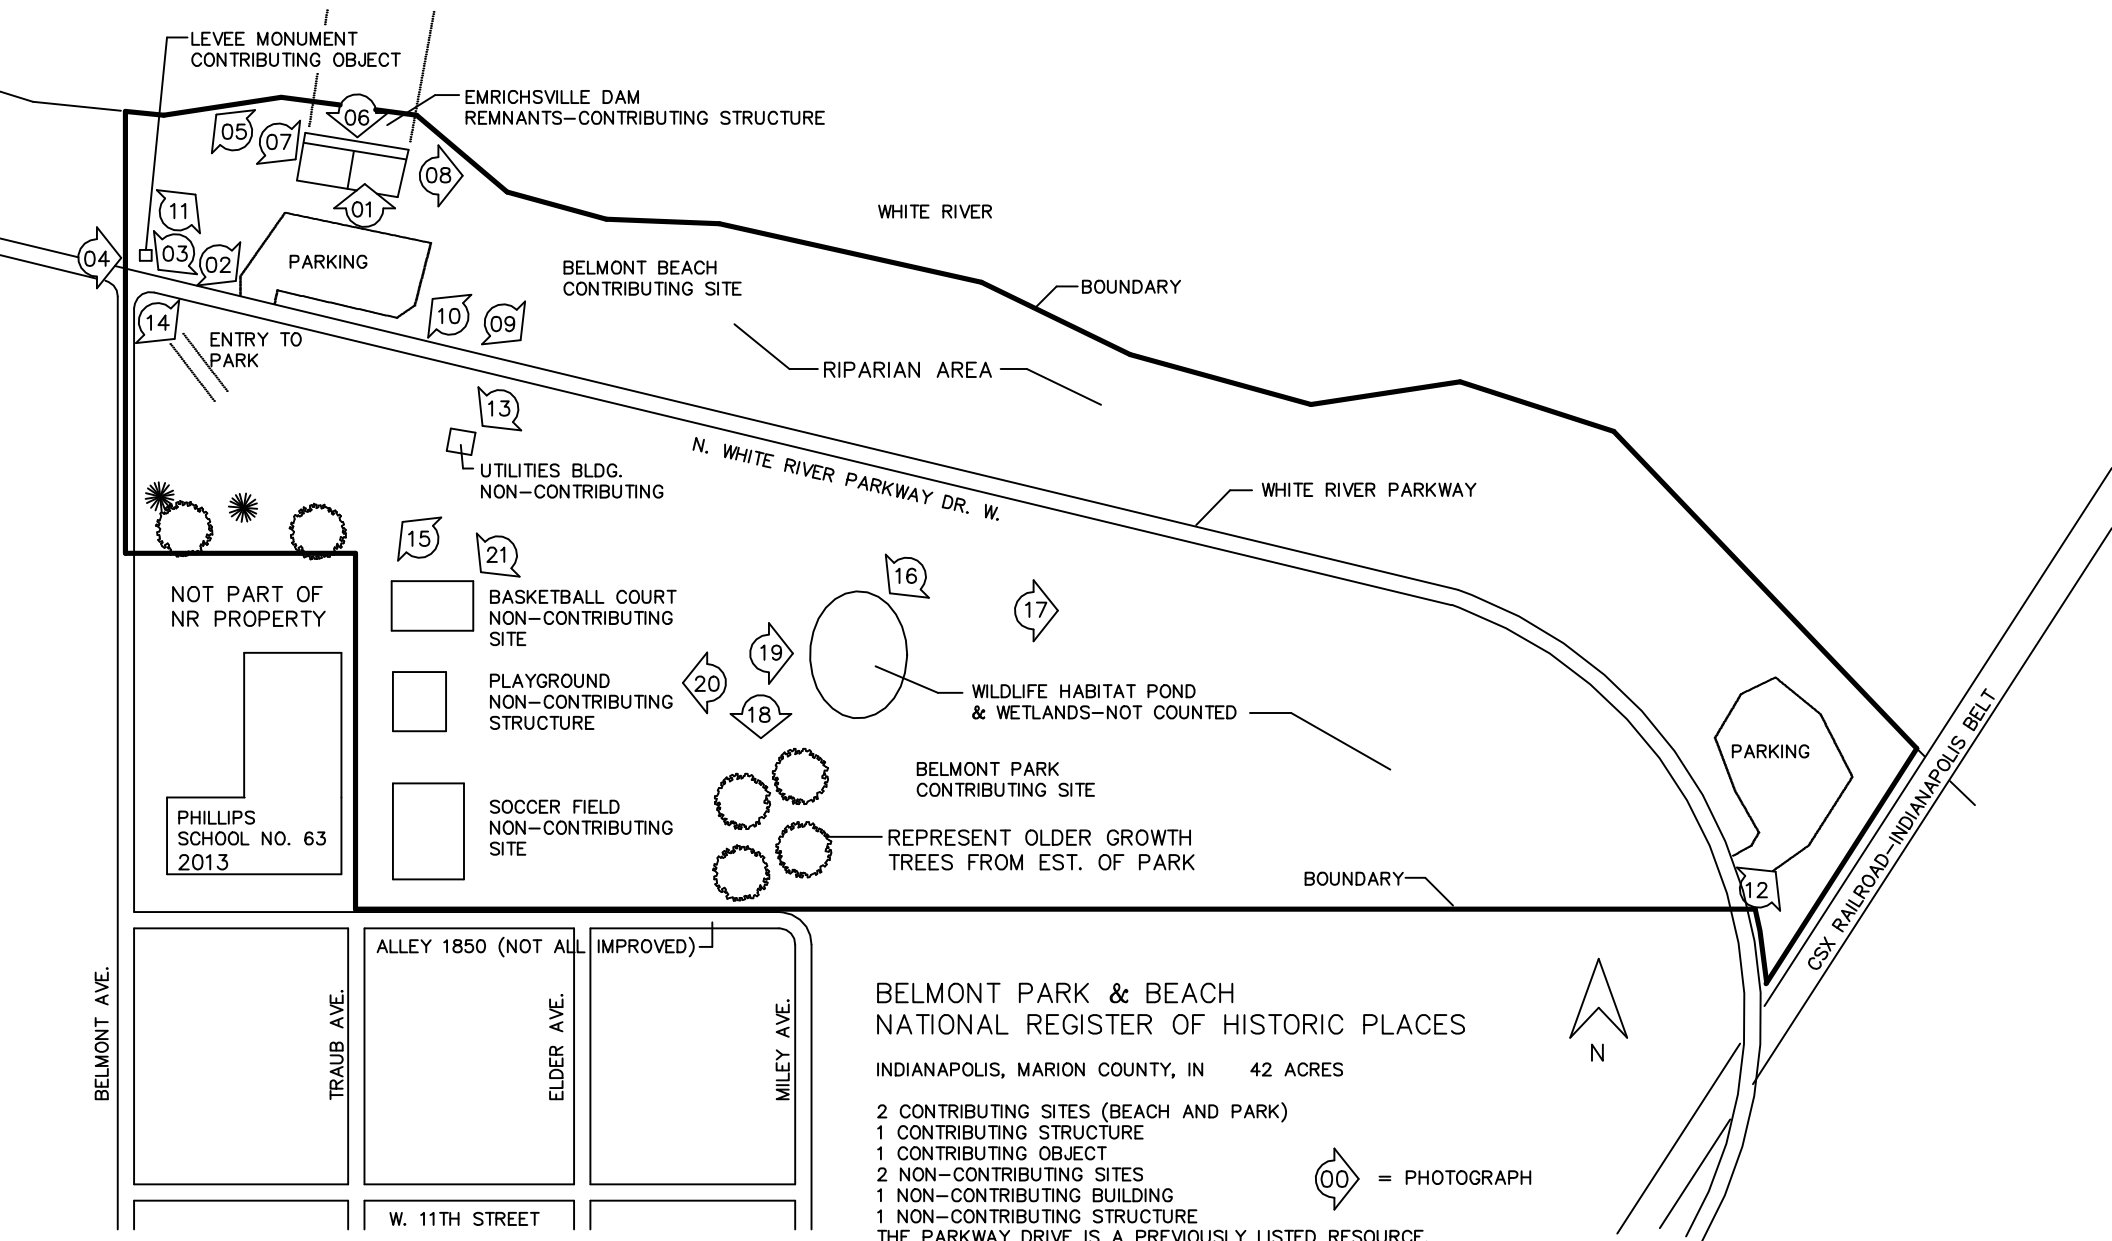 LEVEE MONUMENT
CONTRIBUTING OBJECT
EMRICHSVILLE DAM
REMNANTS-CONTRIBUTING STRUCTURE
06
05
07
08
01
11
03
02
04
14
PARKING
WHITE RIVER
BELMONT BEACH
CONTRIBUTING SITE
BOUNDARY
10
09
ENTRY TO
PARK
RIPARIAN AREA
13
UTILITIES BLDG.
NON-CONTRIBUTING
N. WHITE RIVER PARKWAY DR. W.
WHITE RIVER PARKWAY
15
21
16
17
NOT PART OF
NR PROPERTY
BASKETBALL COURT
NON-CONTRIBUTING
SITE
19
20
18
PLAYGROUND
NON-CONTRIBUTING
STRUCTURE
WILDLIFE HABITAT POND
& WETLANDS-NOT COUNTED
PARKING
BELMONT PARK
CONTRIBUTING SITE
PHILLIPS
SCHOOL NO. 63
2013
SOCCER FIELD
NON-CONTRIBUTING
SITE
REPRESENT OLDER GROWTH
TREES FROM EST. OF PARK
BOUNDARY
12
CSX RAILROAD-INDIANAPOLIS BELT
ALLEY 1850 (NOT ALL IMPROVED)
BELMONT AVE.
TRAUB AVE.
ELDER AVE.
MILEY AVE.
W. 11TH STREET
BELMONT PARK & BEACH
NATIONAL REGISTER OF HISTORIC PLACES
INDIANAPOLIS, MARION COUNTY, IN 42 ACRES
2 CONTRIBUTING SITES (BEACH AND PARK)
1 CONTRIBUTING STRUCTURE
1 CONTRIBUTING OBJECT
2 NON-CONTRIBUTING SITES
1 NON-CONTRIBUTING BUILDING
1 NON-CONTRIBUTING STRUCTURE
THE PARKWAY DRIVE IS A PREVIOUSLY LISTED RESOURCE.
00 = PHOTOGRAPH
N